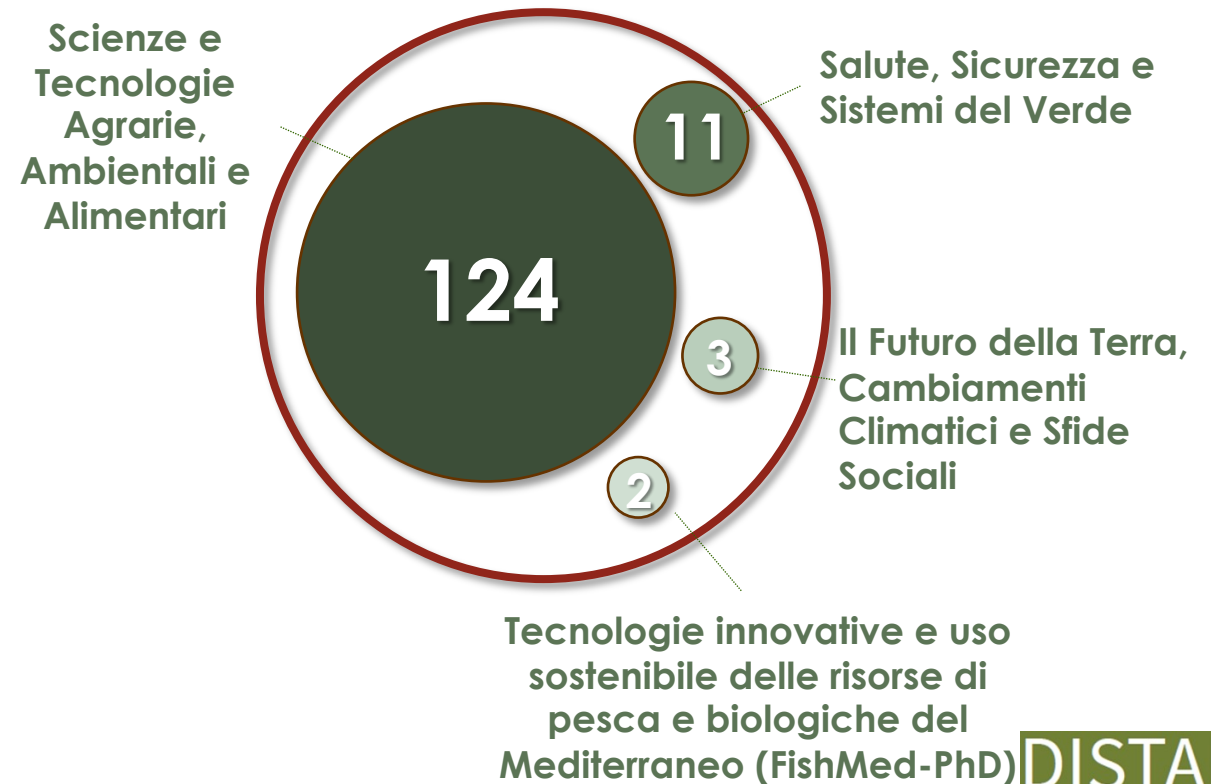 Scienze e
Tecnologie
Agrarie,
Ambientali e
Alimentari
124
11
Salute, Sicurezza e
Sistemi del Verde
3
Il Futuro della Terra,
Cambiamenti
Climatici e Sfide
Sociali
2
Tecnologie innovative e uso
sostenibile delle risorse di
pesca e biologiche del
Mediterraneo (FishMed-PhD)
DISTA